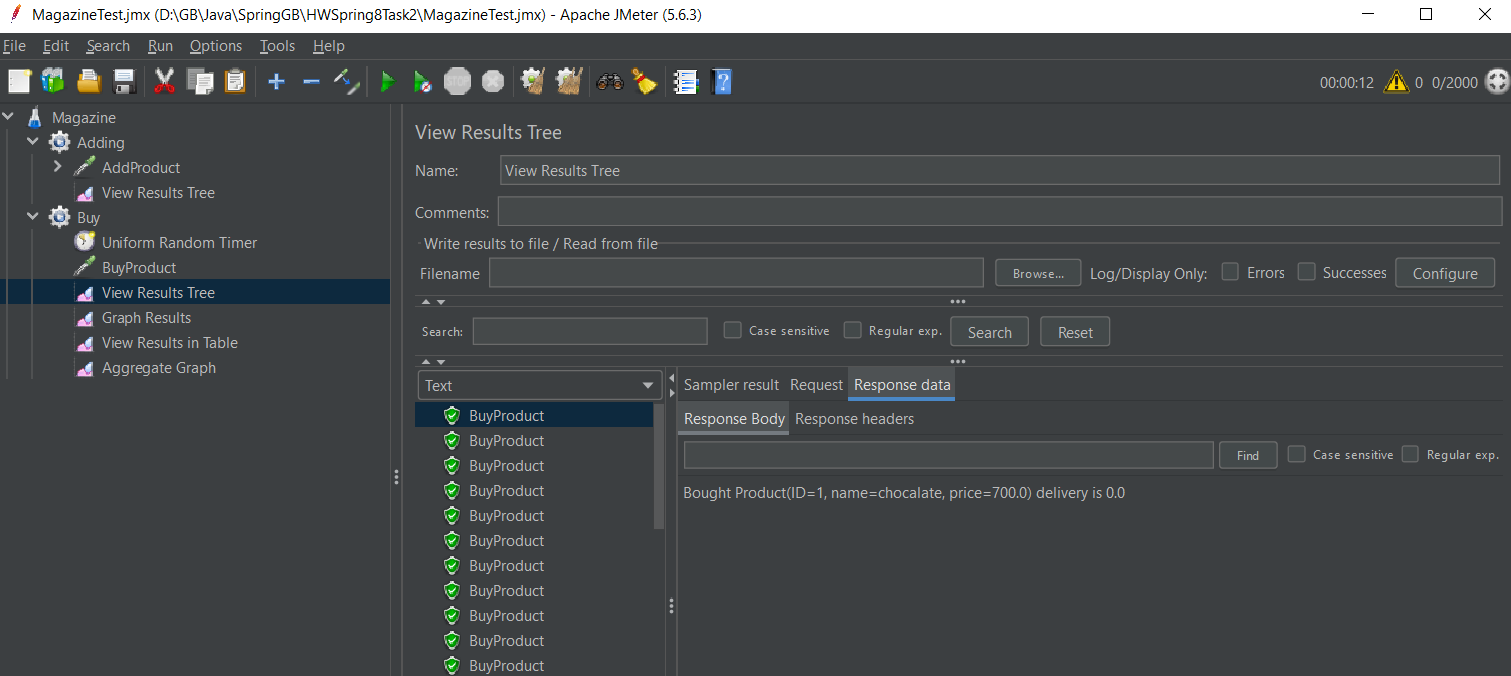 MagazineTest.jmx (D:\GB\Java\SpringGB\HWSpring8Task2\MagazineTest.jmx) - Apache JMeter (5.6.3)
File Edit Search Run Options Tools Help
STOP
00:00:12 0 0/2000
Magazine
Adding
AddProduct
View Results Tree
Buy
Uniform Random Timer
BuyProduct
View Results Tree
Graph Results
View Results in Table
Aggregate Graph
View Results Tree
Name: View Results Tree
Comments:
Write results to file / Read from file
Filename Browse... Log/Display Only: Errors Successes Configure
Search: Case sensitive Regular exp. Search Reset
Text
BuyProduct
BuyProduct
BuyProduct
BuyProduct
BuyProduct
BuyProduct
BuyProduct
BuyProduct
BuyProduct
BuyProduct
BuyProduct
Sampler result Request Response data
Response Body Response headers
Find Case sensitive Regular exp.
Bought Product(ID=1, name=chocalate, price=700.0) delivery is 0.0